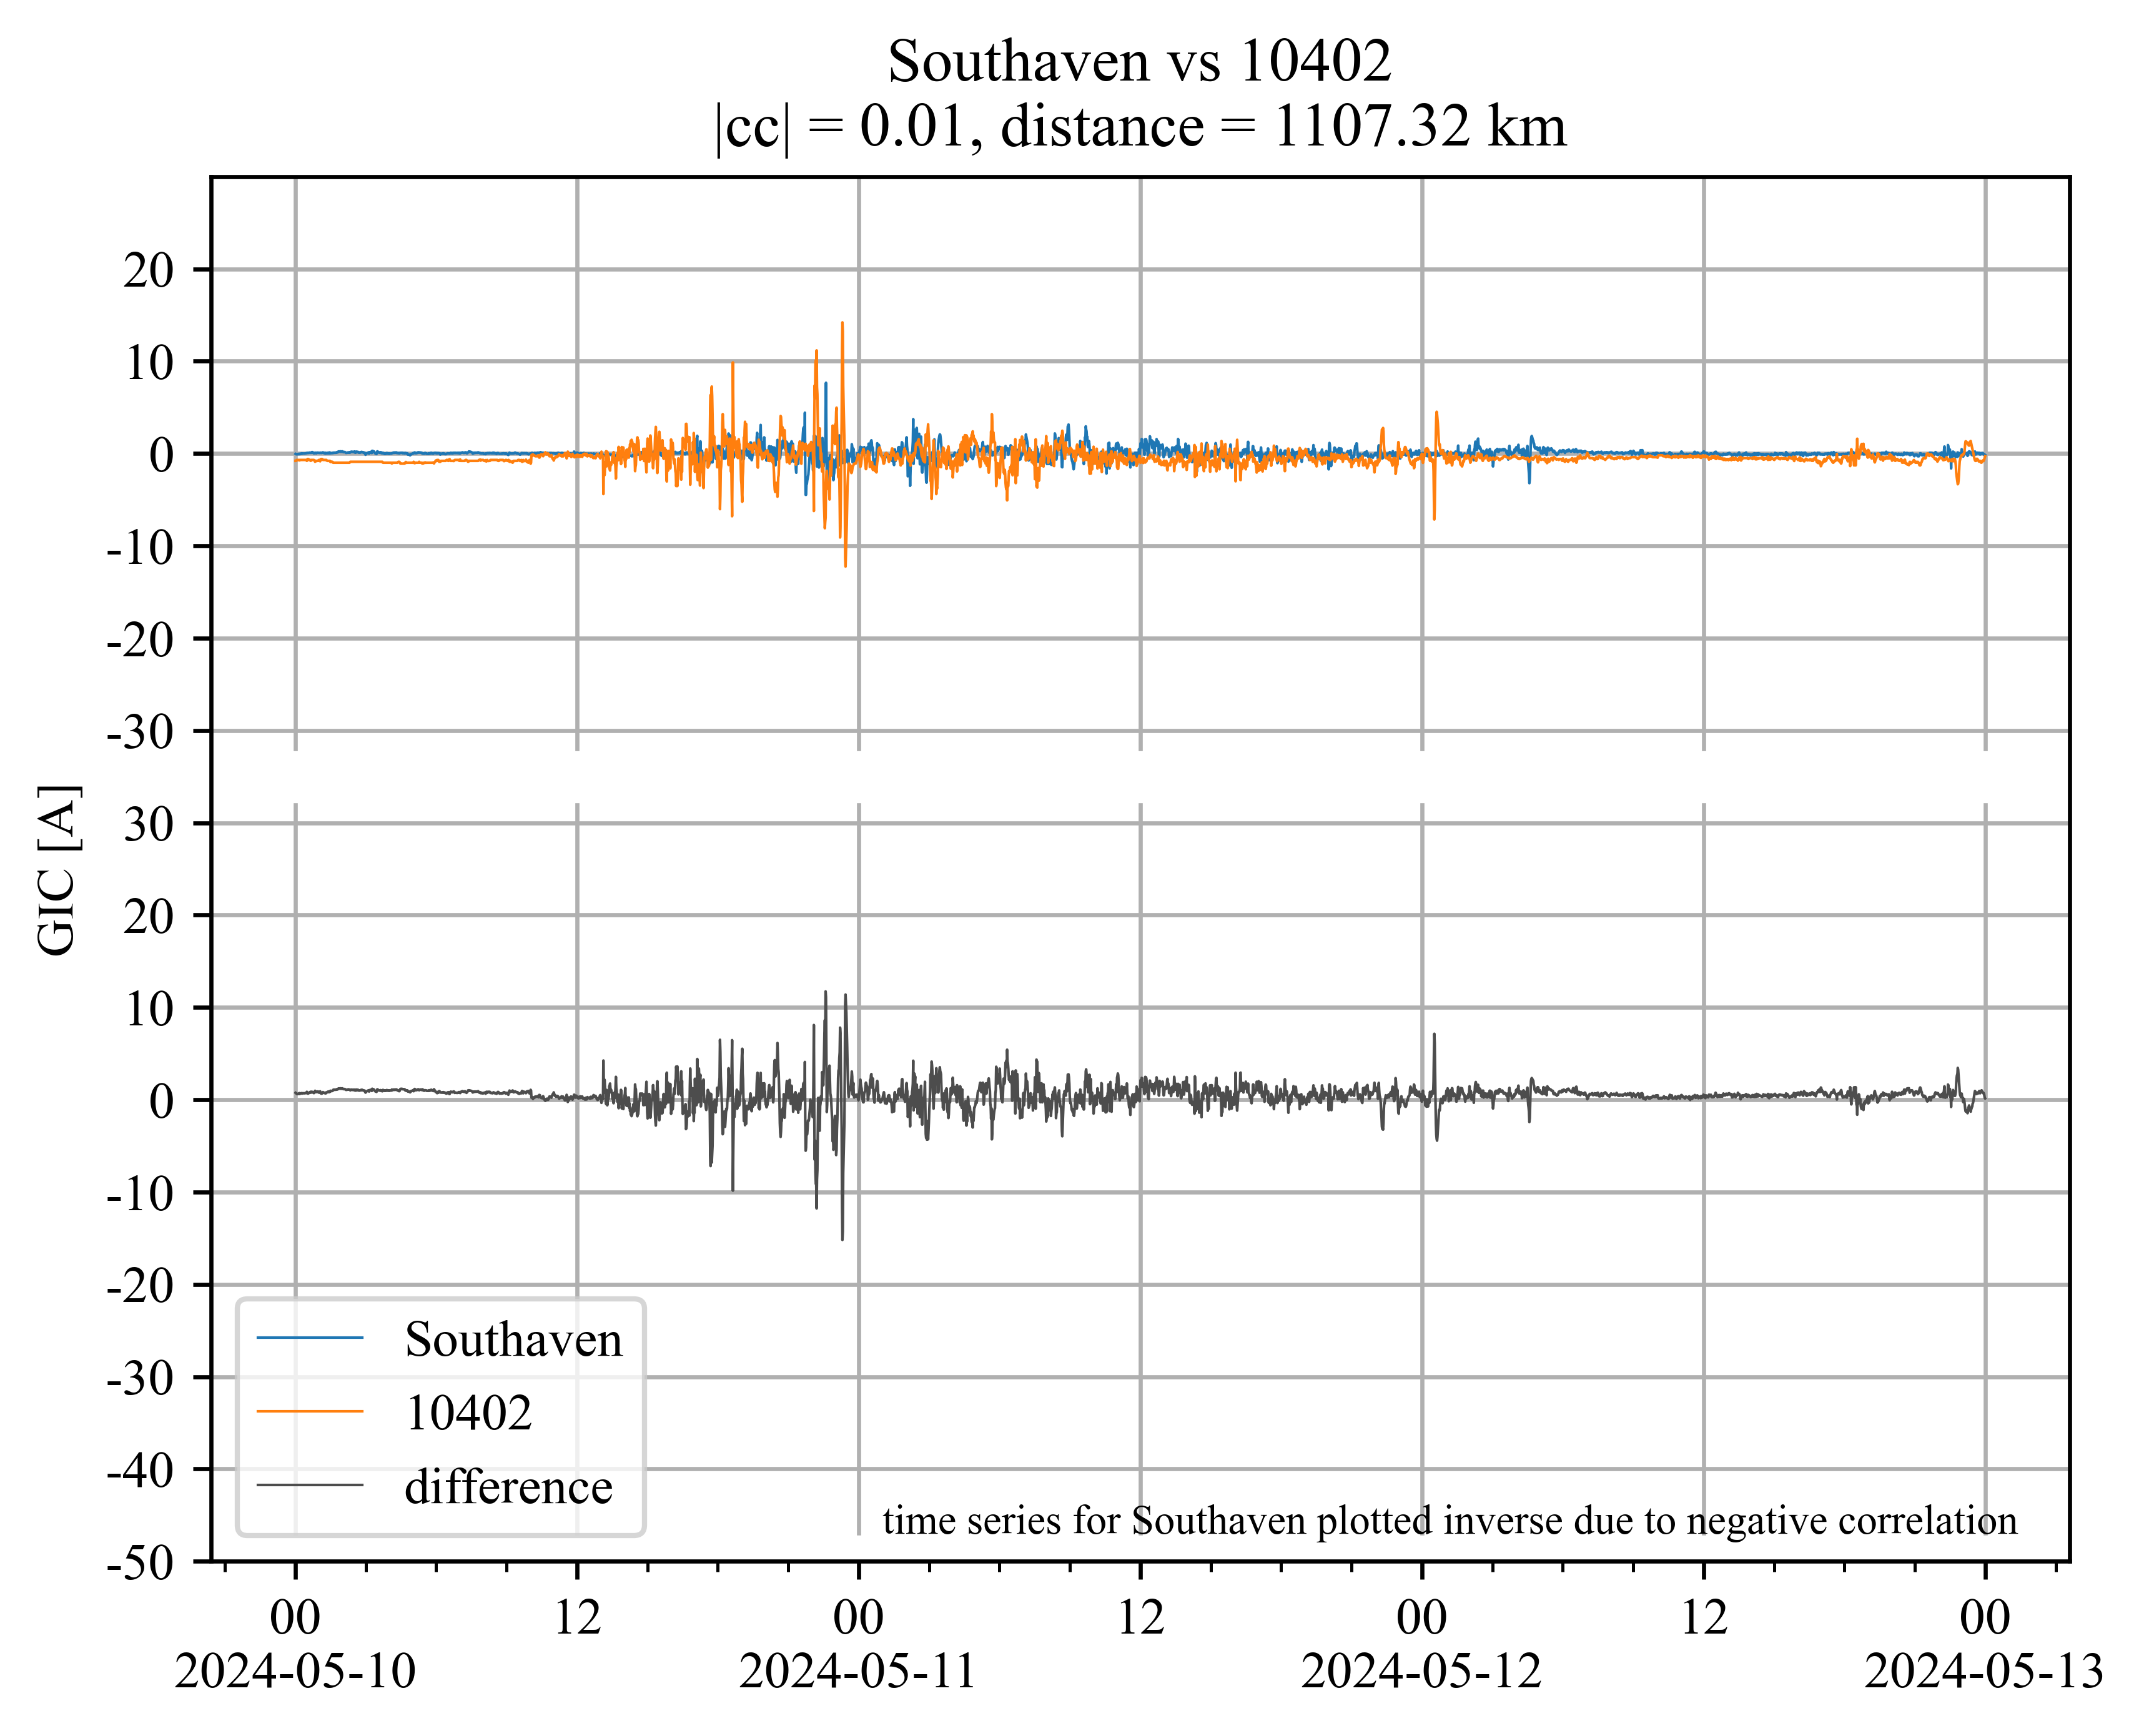 Southaven vs 10402
|cc| = 0.01, distance = 1107.32 km
20
10
0
-10
-20
-30
30
20
10
0
-10
-20
-30
-40
-50
GIC [A]
Southaven
10402
difference
time series for Southaven plotted inverse due to negative correlation
00 12 00 12 00 12 00
2024-05-10 2024-05-11 2024-05-12 2024-05-13